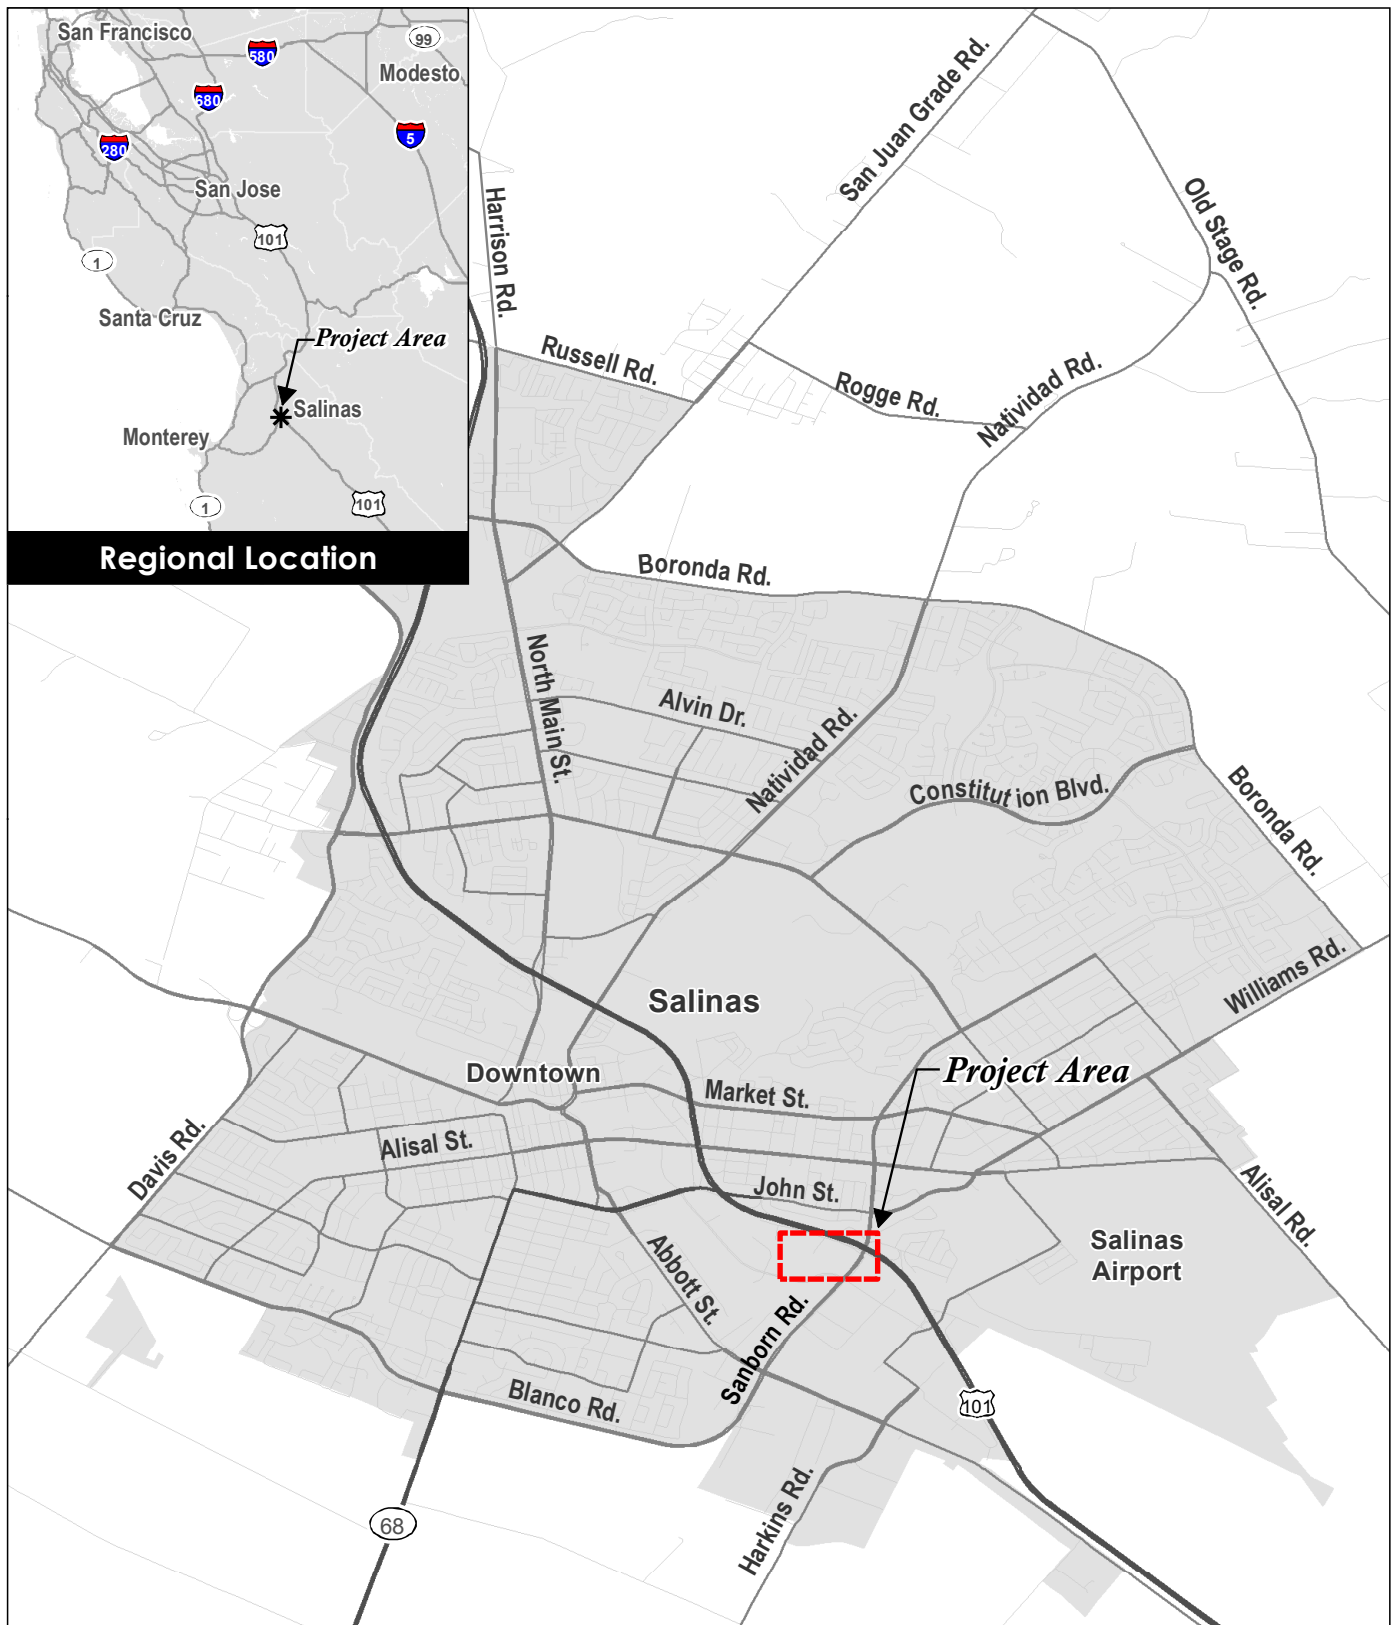 San Francisco
580
99
Modesto
680
5
280
San Jose
101
1
Santa Cruz
Project Area
Salinas
Monterey
1
101
Regional Location
San Juan Grade Rd.
Old Stage Rd.
Harrison Rd.
Russell Rd.
Rogge Rd.
Natividad Rd.
Boronda Rd.
North Main St.
Alvin Dr.
Natividad Rd.
Constitution Blvd.
Boronda Rd.
Williams Rd.
Salinas
Downtown
Project Area
Market St.
Alisal St.
Davis Rd.
John St.
Alisal Rd.
Salinas
Airport
Abbott St.
Sanborn Rd.
Blanco Rd.
101
Harkins Rd.
68